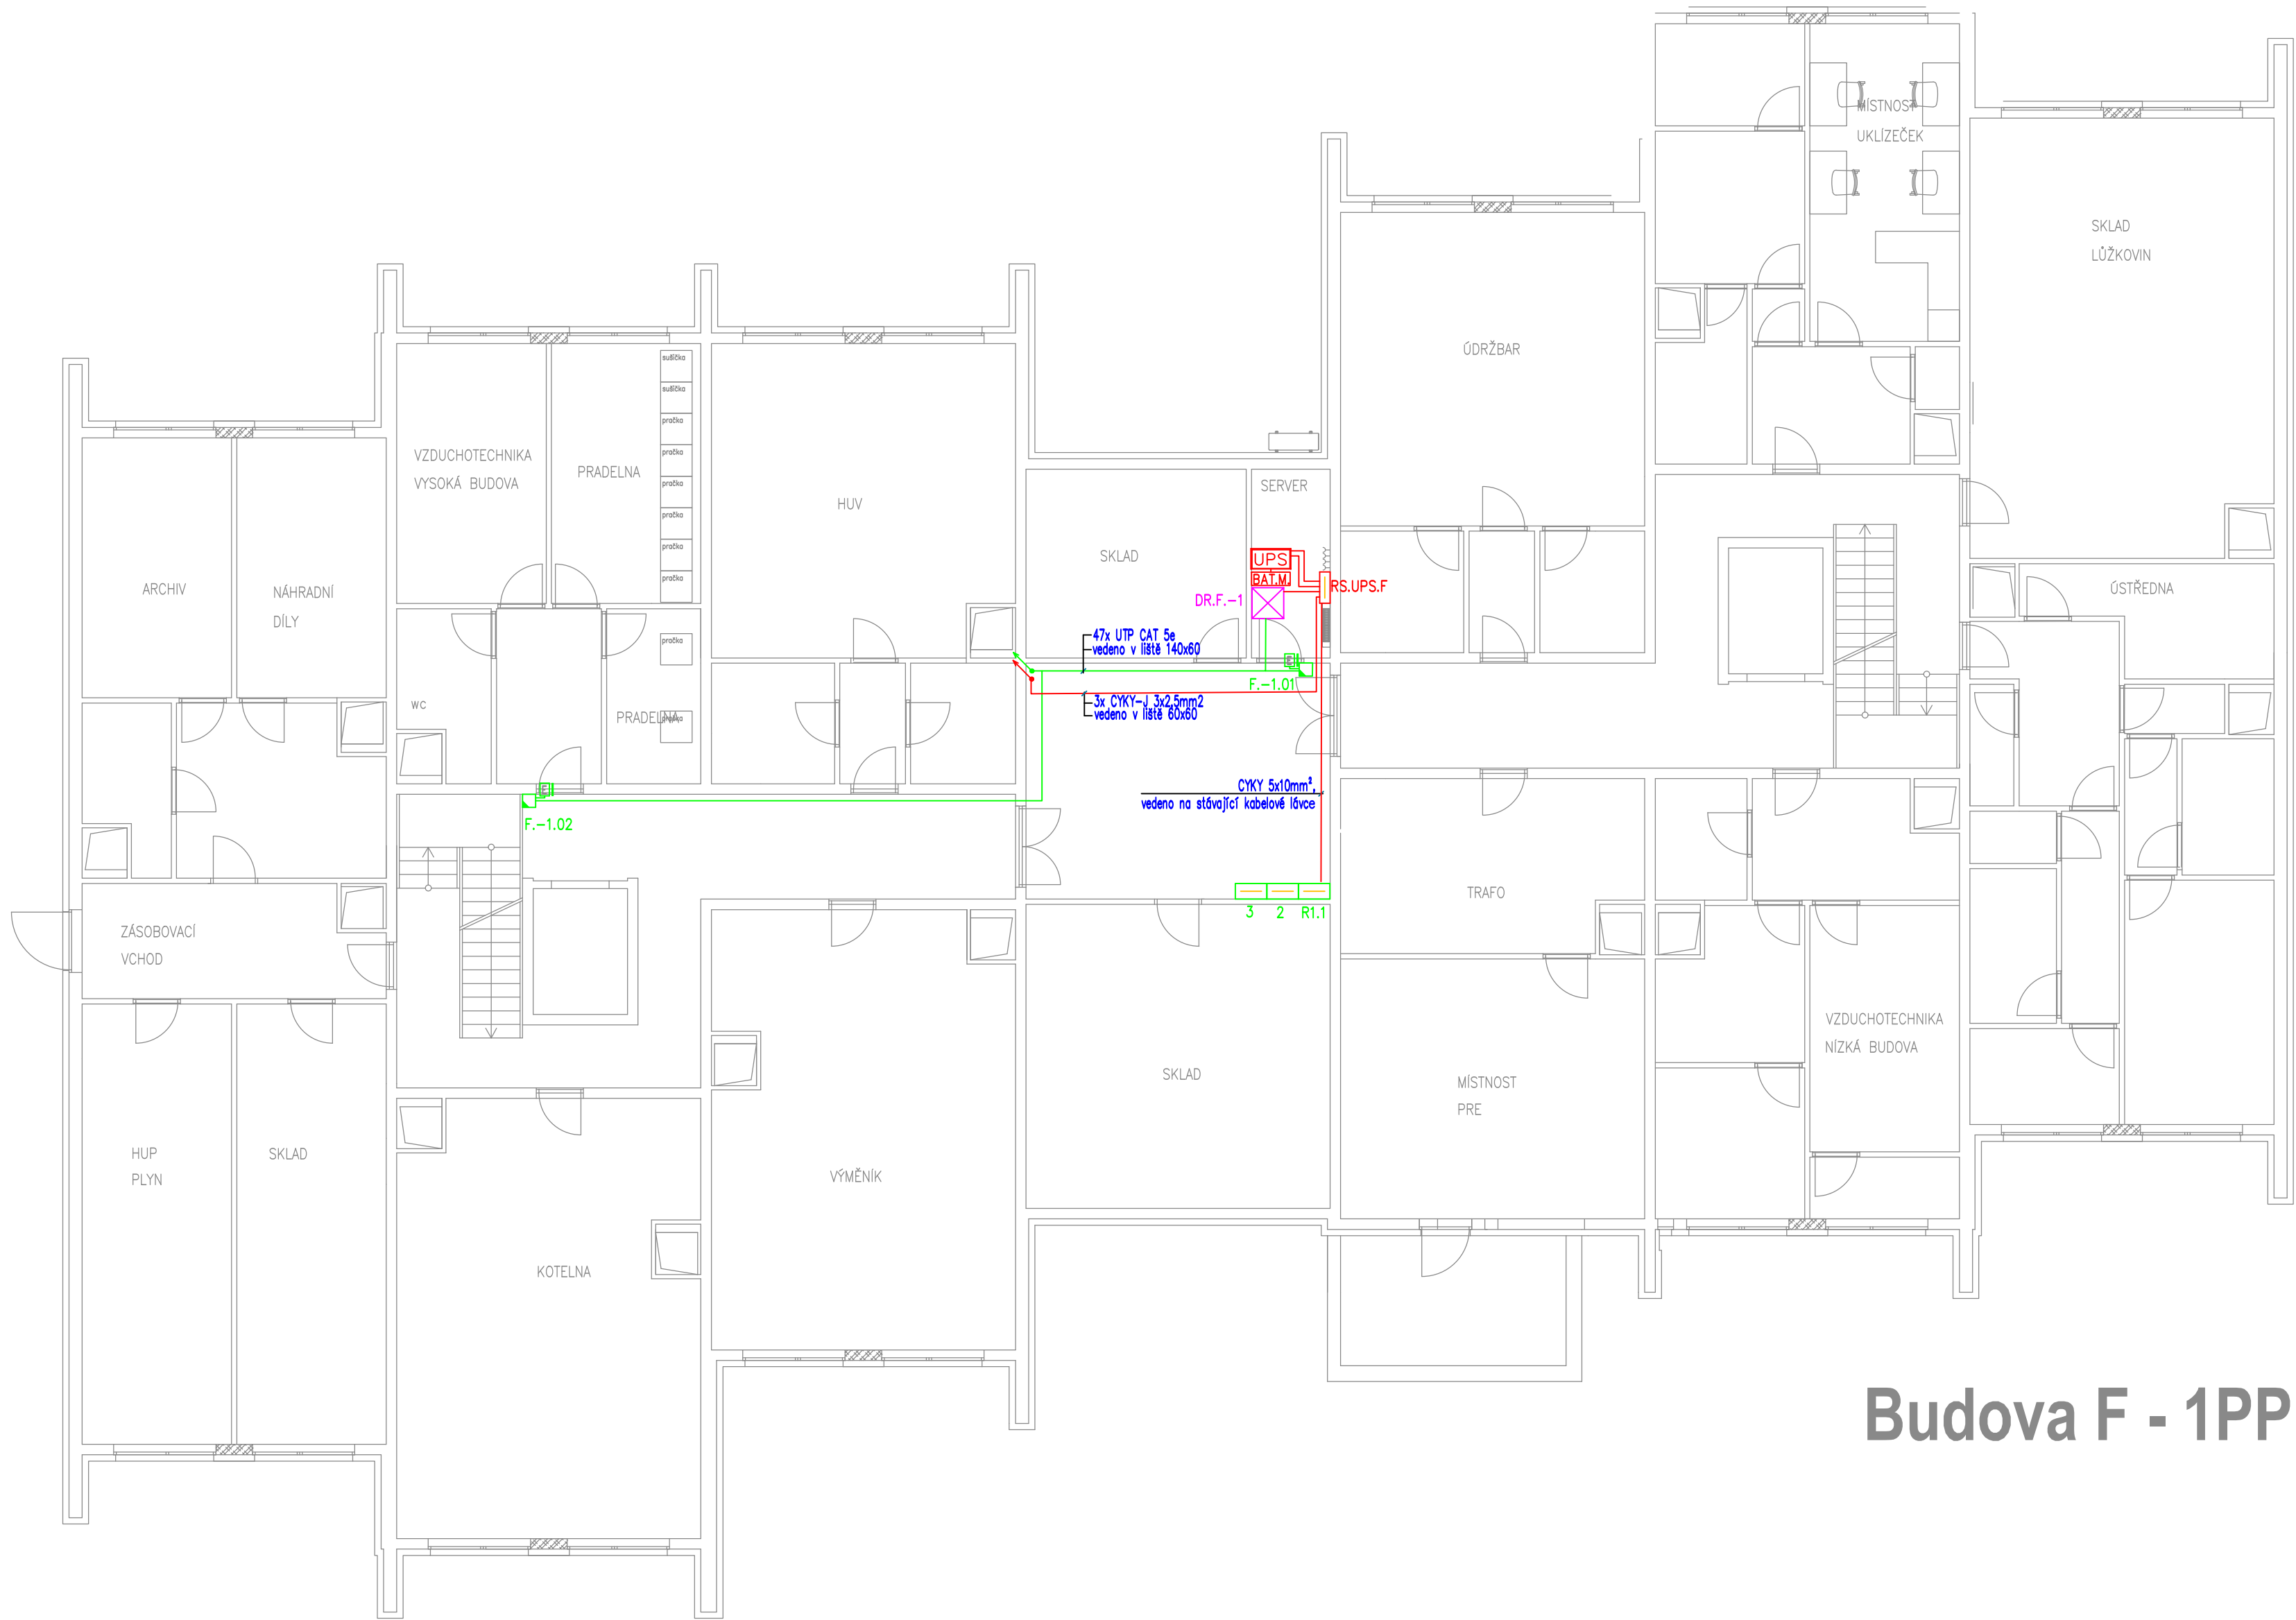 MÍSTNOST
UKLÍZEČEK
SKLAD
LŮŽKOVIN
ÚDRŽBAR
sušička
sušička
pračka
pračka
pračka
pračka
pračka
pračka
VZDUCHOTECHNIKA
VYSOKÁ BUDOVA
PRADELNA
HUV
SERVER
SKLAD
UPS
BAT.M.
RS.UPS.F
DR.F.-1
ARCHIV
NÁHRADNÍ
DÍLY
ÚSTŘEDNA
pračka
47x UTP CAT 5e
vedeno v liště 140x60
E
F.-1.01
3x CYKY-J 3x2,5mm2
vedeno v liště 60x60
WC
PRADELNA
pračka
CYKY 5x10mm²,
vedeno na stávající kabelové lávce
E
F.-1.02
TRAFO
3 2 R1.1
ZÁSOBOVACÍ
VCHOD
VZDUCHOTECHNIKA
NÍZKÁ BUDOVA
SKLAD
MÍSTNOST
PRE
HUP
PLYN
SKLAD
VÝMĚNÍK
KOTELNA
Budova F - 1PP